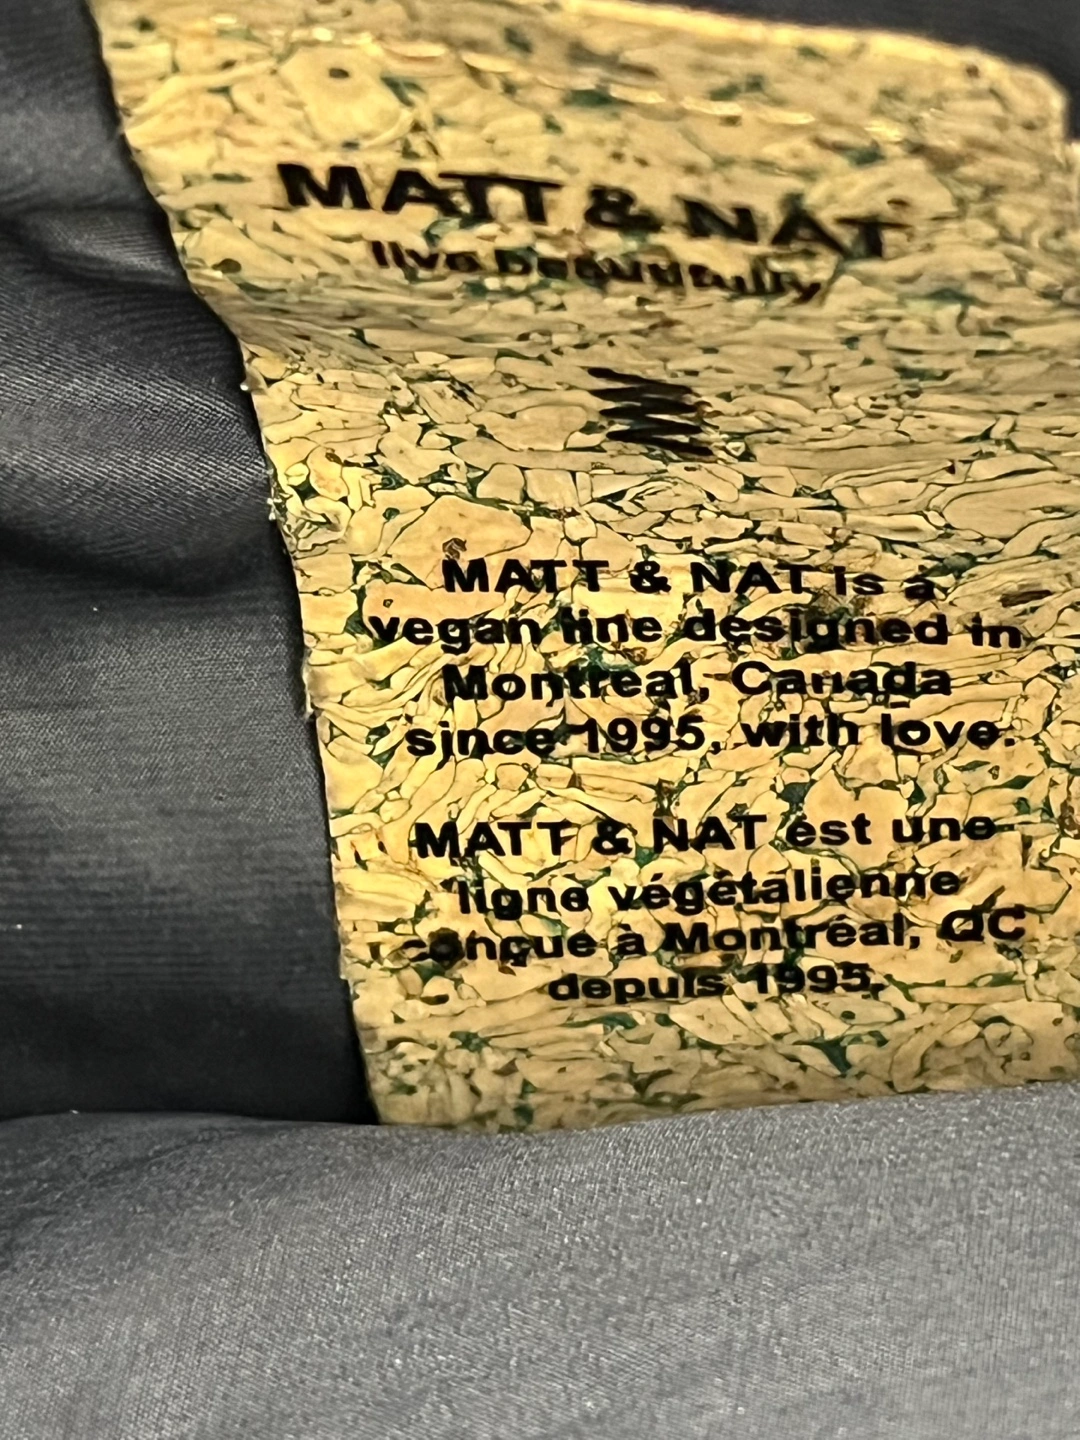 MATT & NAT
live beautifully
MATT & NAT is a
vegan line designed in
Montreal, Canada
since 1995, with love.
MATT & NAT est une
ligne végétalienne
conçue à Montréal, QC
depuis 1995.